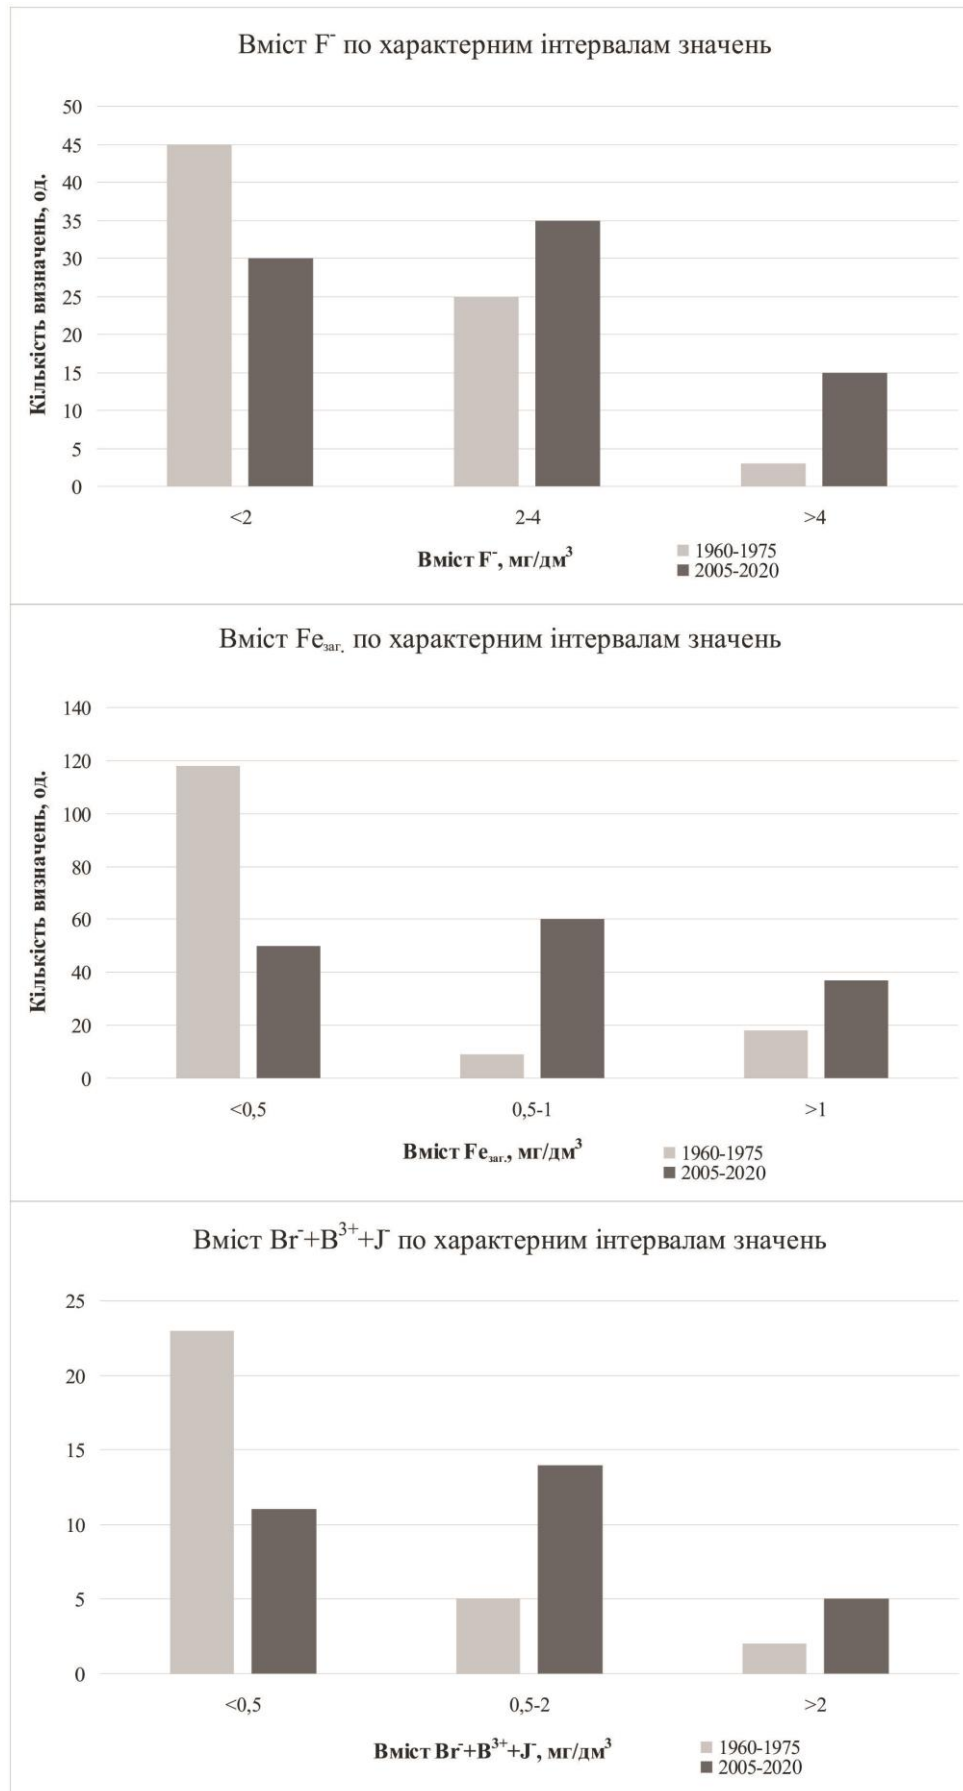 Вміст F⁻ по характерним інтервалам значень
Кількість визначень, од.
50
45
40
35
30
25
20
15
10
5
0
<2 2-4 >4
Вміст F⁻, мг/дм³
1960-1975
2005-2020
Вміст Feзаг. по характерним інтервалам значень
Кількість визначень, од.
140
120
100
80
60
40
20
0
<0,5 0,5-1 >1
Вміст Feзаг., мг/дм³
1960-1975
2005-2020
Вміст Br⁻+B³⁺+J⁻ по характерним інтервалам значень
25
20
15
10
5
0
<0,5 0,5-2 >2
Вміст Br⁻+B³⁺+J⁻, мг/дм³
1960-1975
2005-2020